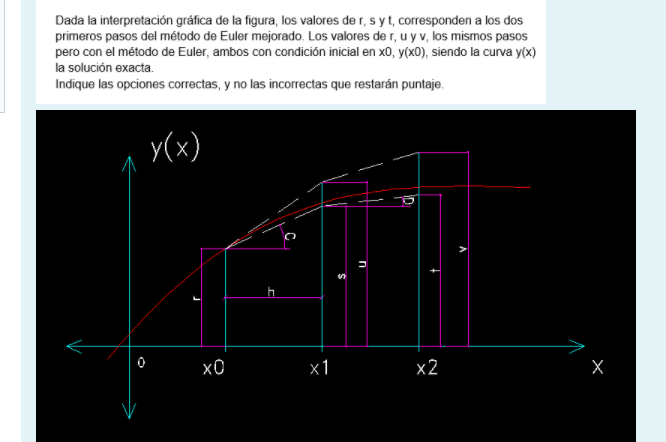 Dada la interpretación gráfica de la figura, los valores de r, s y t, corresponden a los dos
primeros pasos del método de Euler mejorado. Los valores de r, u y v, los mismos pasos
pero con el método de Euler, ambos con condición inicial en x0, y(x0), siendo la curva y(x)
la solución exacta.
Indique las opciones correctas, y no las incorrectas que restarán puntaje.
y(x)
C
D
r
h
s
u
t
v
0
x0
x1
x2
X